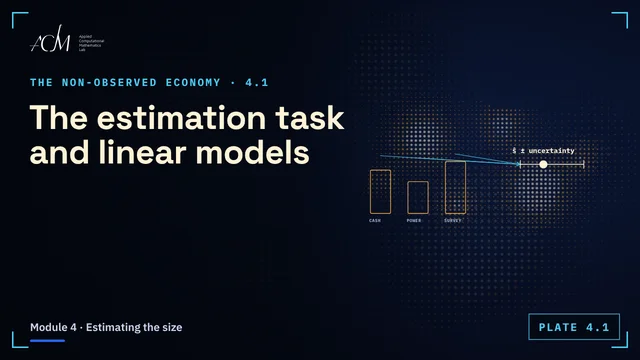 ACM
Applied
Computational
Mathematics
Lab
THE NON-OBSERVED ECONOMY · 4.1
The estimation task
and linear models
ŝ ± uncertainty
CASH
POWER
SURVEY
Module 4 · Estimating the size
PLATE 4.1